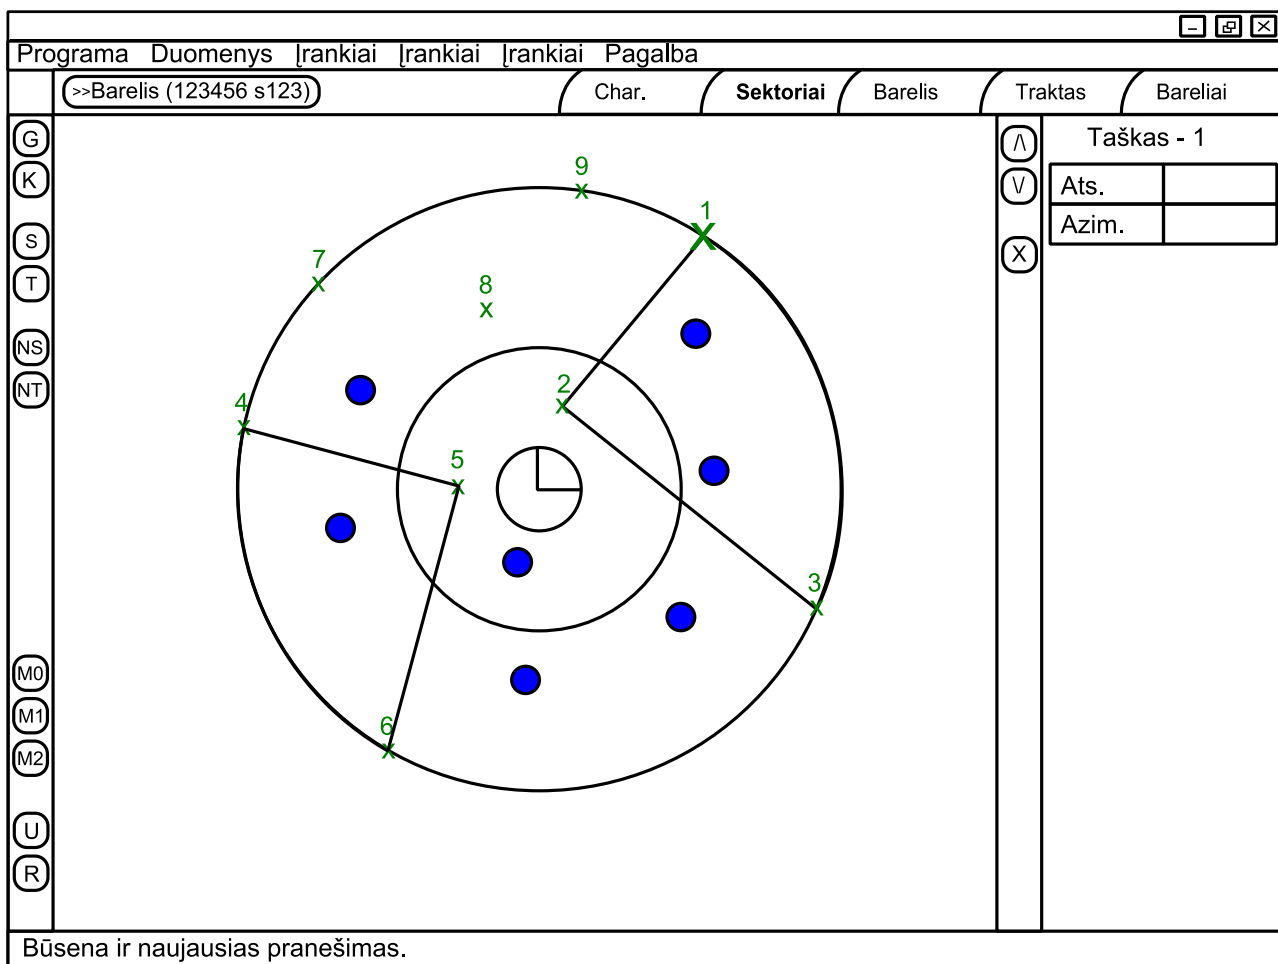 Programa Duomenys Įrankiai Įrankiai Įrankiai Pagalba
>>Barelis (123456 s123) Char. Sektoriai Barelis Traktas Bareliai
G
K
S
T
NS
NT
M0
M1
M2
U
R
9
1
7
8
2
4
5
3
6
/\
\/
X
Taškas - 1
Ats.
Azim.
Būsena ir naujausias pranešimas.